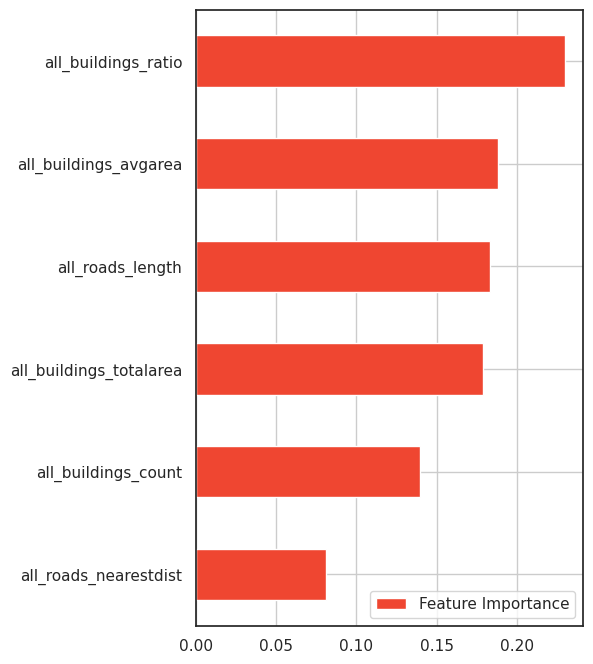 all_buildings_ratio
all_buildings_avgarea
all_roads_length
all_buildings_totalarea
all_buildings_count
all_roads_nearestdist
Feature Importance
0.00 0.05 0.10 0.15 0.20